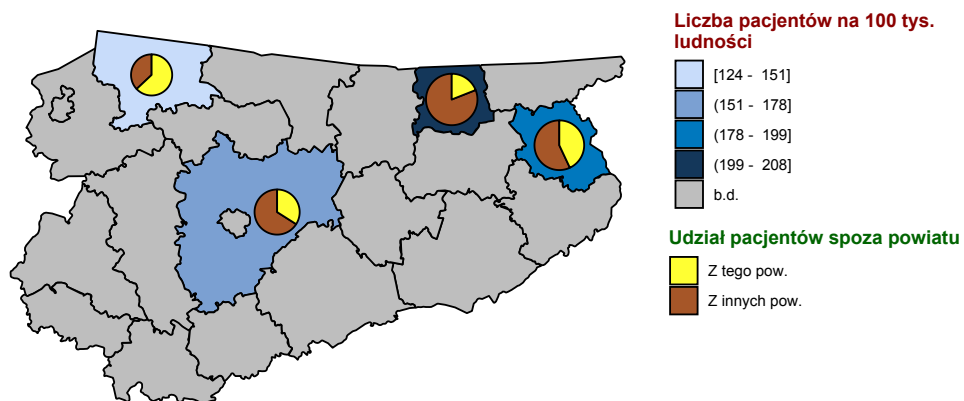 Liczba pacjentów na 100 tys.
ludności
[124 - 151]
(151 - 178]
(178 - 199]
(199 - 208]
b.d.
Udział pacjentów spoza powiatu
Z tego pow.
Z innych pow.